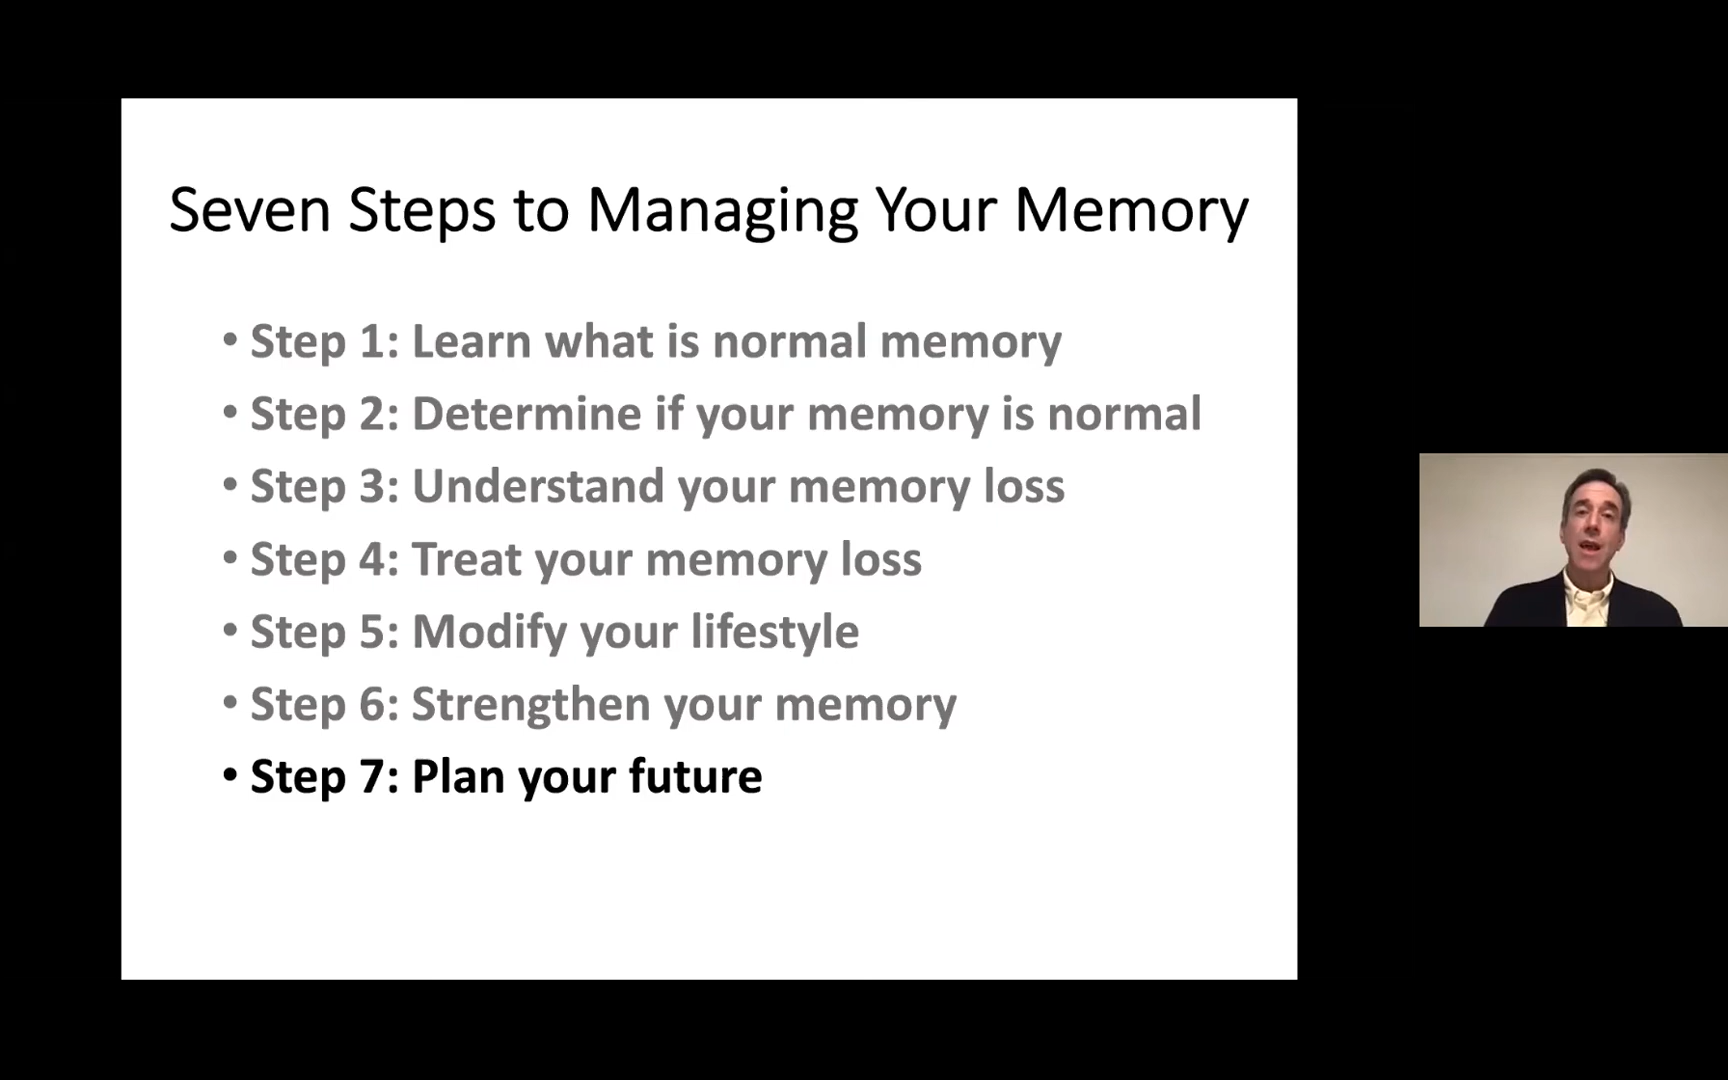 Seven Steps to Managing Your Memory
• Step 1: Learn what is normal memory
• Step 2: Determine if your memory is normal
• Step 3: Understand your memory loss
• Step 4: Treat your memory loss
• Step 5: Modify your lifestyle
• Step 6: Strengthen your memory
• Step 7: Plan your future